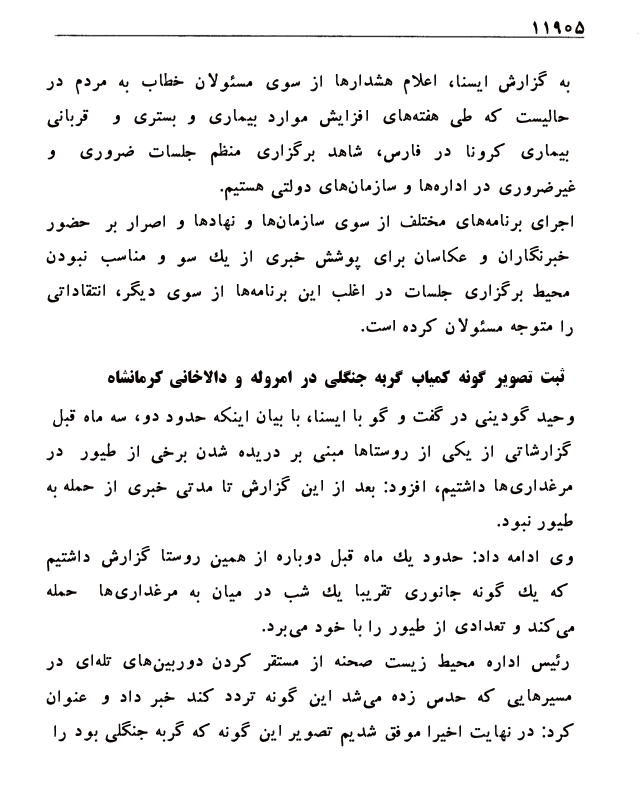 ۱۱۹۰۵
به گزارش ایسنا، اعلام هشدارها از سوی مسئولان خطاب به مردم در
حالیست که طی هفته‌های افزایش موارد بیماری و بستری و قربانی
بیماری کرونا در فارس، شاهد برگزاری منظم جلسات ضروری و
غیرضروری در اداره‌ها و سازمان‌های دولتی هستیم.
اجرای برنامه‌های مختلف از سوی سازمان‌ها و نهادها و اصرار بر حضور
خبرنگاران و عکاسان برای پوشش خبری از یك سو و مناسب نبودن
محیط برگزاری جلسات در اغلب این برنامه‌ها از سوی دیگر، انتقاداتی
را متوجه مسئولان کرده است.
ثبت تصویر گونه کمیاب گربه جنگلی در امروله و دالاخانی کرمانشاه
وحید گودینی در گفت و گو با ایسنا، با بیان اینکه حدود دو، سه ماه قبل
گزارشاتی از یکی از روستاها مبنی بر دریده شدن برخی از طیور در
مرغداری‌ها داشتیم، افزود: بعد از این گزارش تا مدتی خبری از حمله به
طیور نبود.
وی ادامه داد: حدود یك ماه قبل دوباره از همین روستا گزارش داشتیم
که یك گونه جانوری تقریبا یك شب در میان به مرغداری‌ها حمله
می‌کند و تعدادی از طیور را با خود می‌برد.
رئیس اداره محیط زیست صحنه از مستقر کردن دوربین‌های تله‌ای در
مسیرهایی که حدس زده می‌شد این گونه تردد کند خبر داد و عنوان
کرد: در نهایت اخیرا موفق شدیم تصویر این گونه که گربه جنگلی بود را